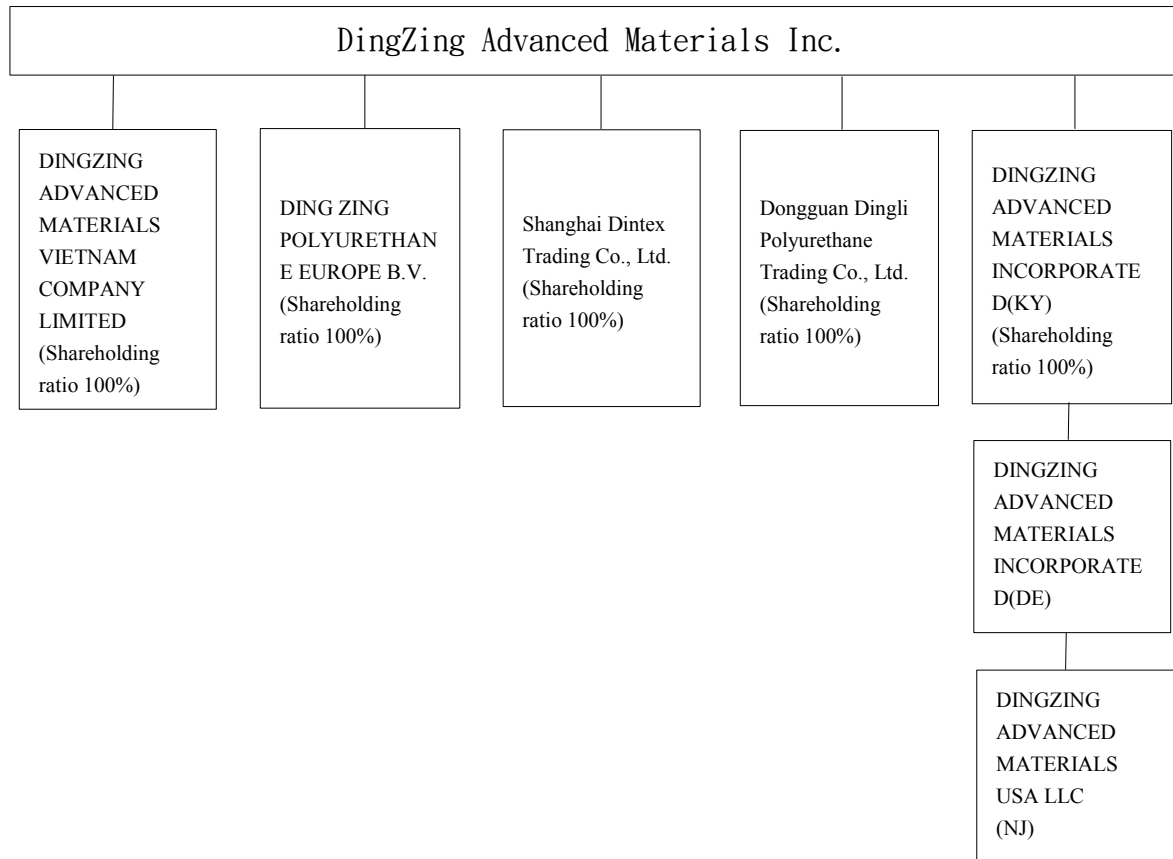 DingZing Advanced Materials Inc.
DINGZING
ADVANCED
MATERIALS
VIETNAM
COMPANY
LIMITED
(Shareholding
ratio 100%)
DING ZING
POLYURETHAN
E EUROPE B.V.
(Shareholding
ratio 100%)
Shanghai Dintex
Trading Co., Ltd.
(Shareholding
ratio 100%)
Dongguan Dingli
Polyurethane
Trading Co., Ltd.
(Shareholding
ratio 100%)
DINGZING
ADVANCED
MATERIALS
INCORPORATE
D(KY)
(Shareholding
ratio 100%)
DINGZING
ADVANCED
MATERIALS
INCORPORATE
D(DE)
DINGZING
ADVANCED
MATERIALS
USA LLC
(NJ)